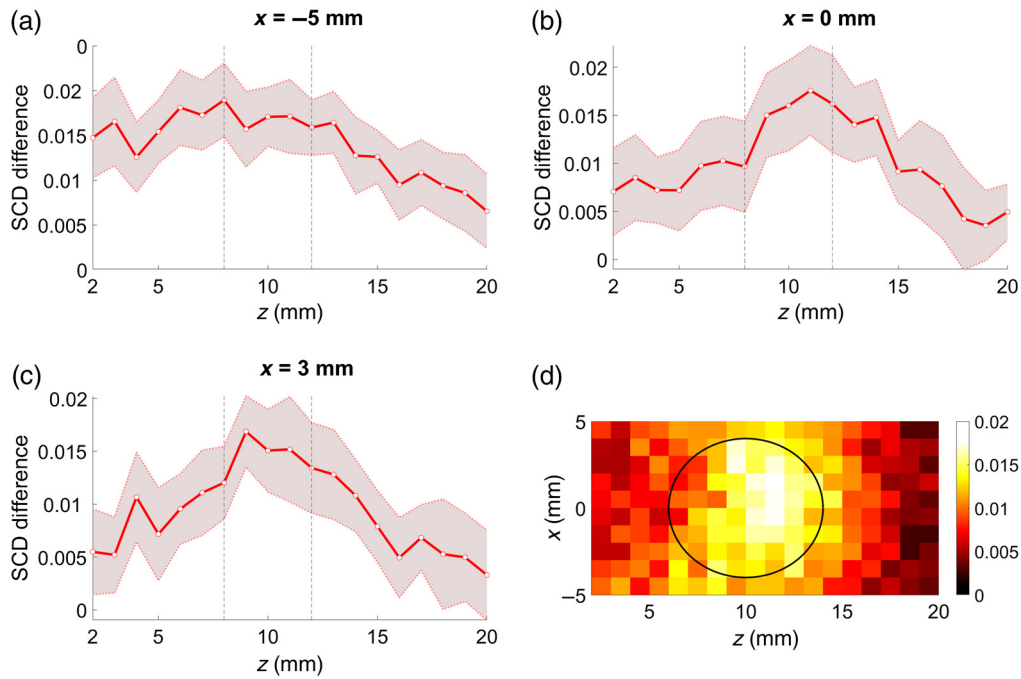 (a)
x = −5 mm
SCD difference
0
0.02
0.015
0.01
0.005
0
2 5 10 15 20
z (mm)
(b)
x = 0 mm
SCD difference
0.02
0.015
0.01
0.005
0
2 5 10 15 20
z (mm)
(c)
x = 3 mm
SCD difference
0.02
0.015
0.01
0.005
0
2 5 10 15 20
z (mm)
(d)
x (mm)
5
0
−5
5 10 15 20
z (mm)
0.02
0.015
0.01
0.005
0